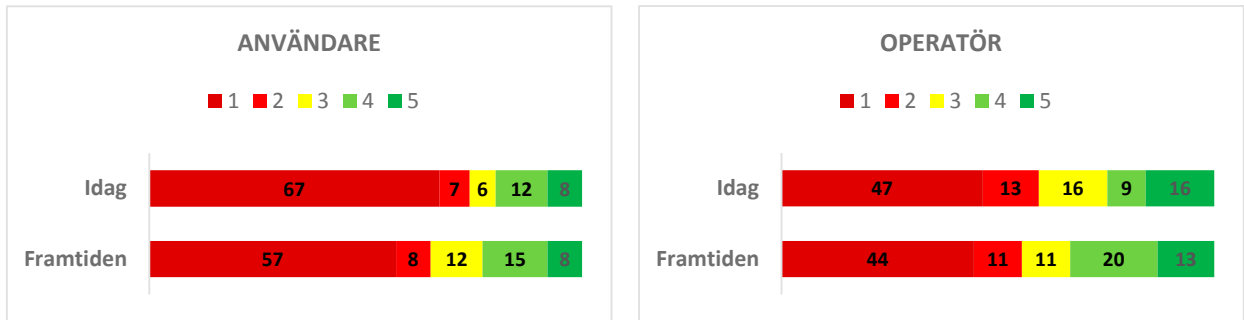 ANVÄNDARE
1 2 3 4 5
Idag 67 7 6 12 8
Framtiden 57 8 12 15 8
OPERATÖR
1 2 3 4 5
Idag 47 13 16 9 16
Framtiden 44 11 11 20 13